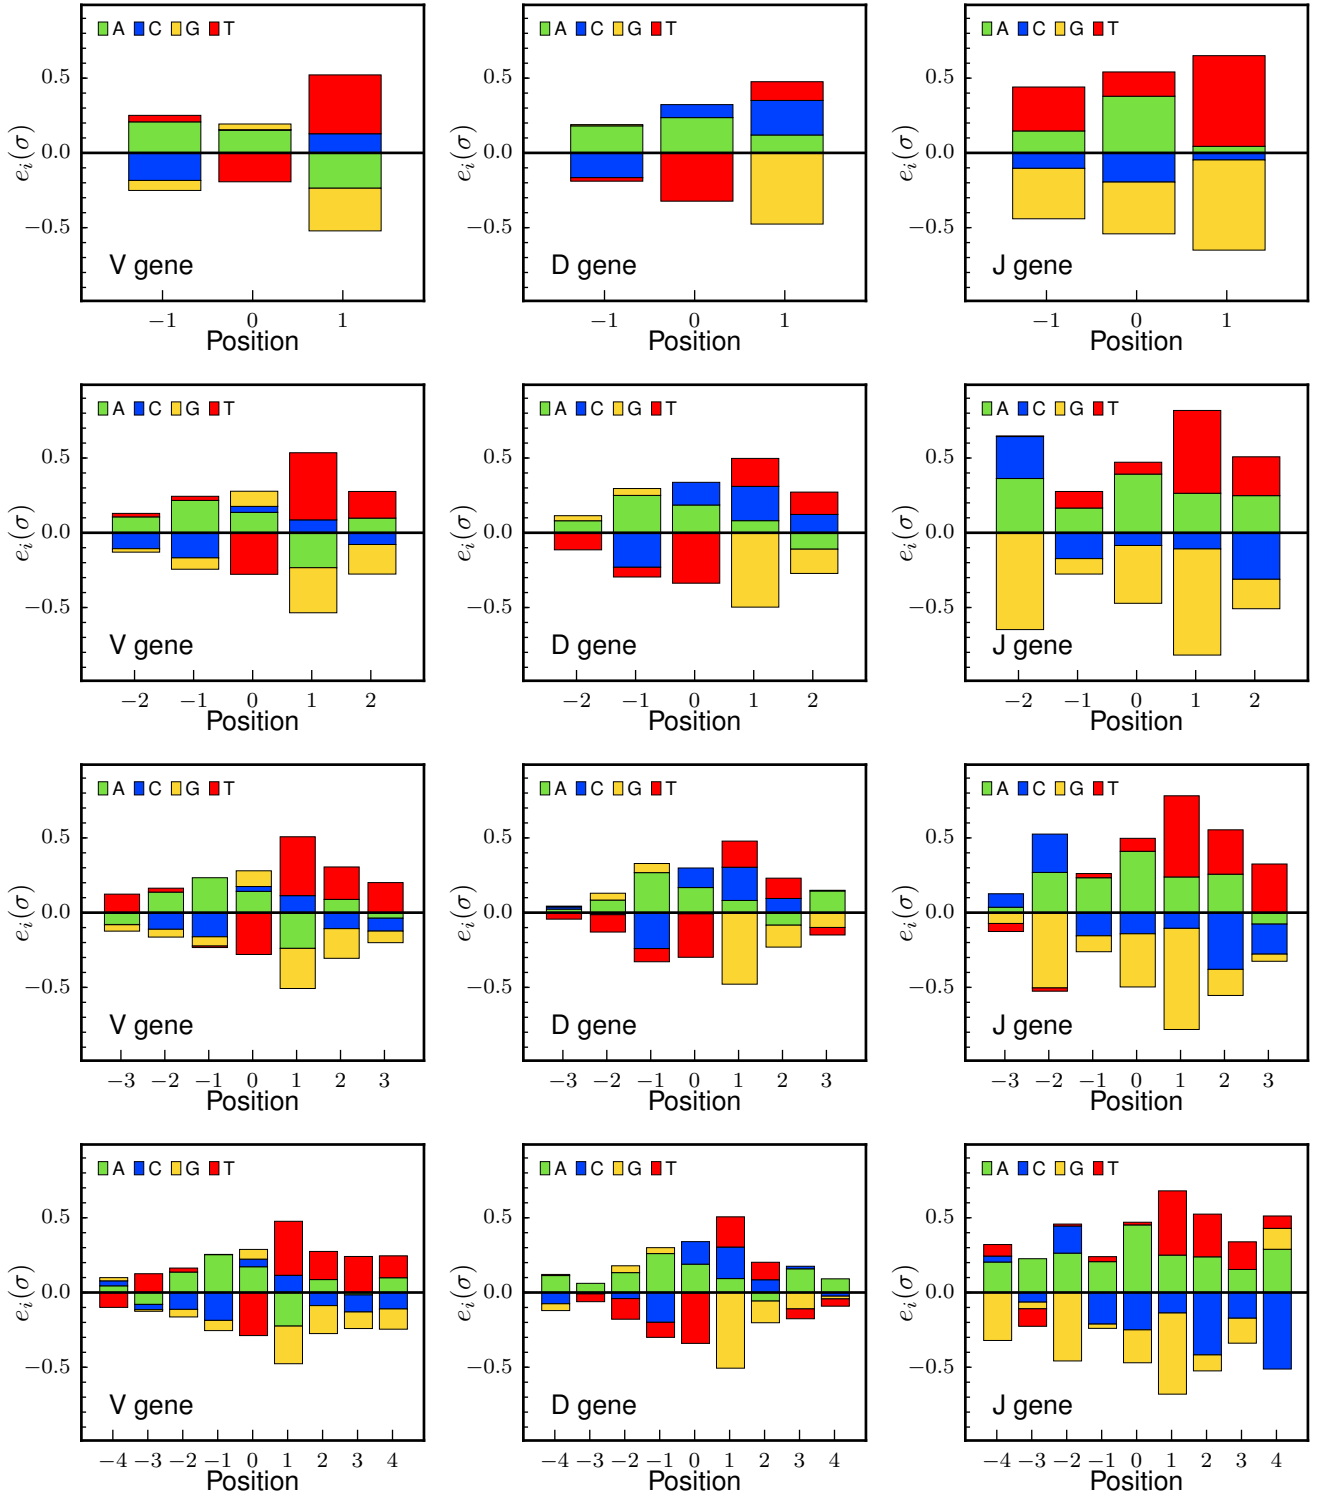 A C G T
0.5
0.0
−0.5
e_i(σ)
V gene
−1 0 1
Position
A C G T
0.5
0.0
−0.5
e_i(σ)
D gene
−1 0 1
Position
A C G T
0.5
0.0
−0.5
e_i(σ)
J gene
−1 0 1
Position
A C G T
0.5
0.0
−0.5
e_i(σ)
V gene
−2 −1 0 1 2
Position
A C G T
0.5
0.0
−0.5
e_i(σ)
D gene
−2 −1 0 1 2
Position
A C G T
0.5
0.0
−0.5
e_i(σ)
J gene
−2 −1 0 1 2
Position
A C G T
0.5
0.0
−0.5
e_i(σ)
V gene
−3 −2 −1 0 1 2 3
Position
A C G T
0.5
0.0
−0.5
e_i(σ)
D gene
−3 −2 −1 0 1 2 3
Position
A C G T
0.5
0.0
−0.5
e_i(σ)
J gene
−3 −2 −1 0 1 2 3
Position
A C G T
0.5
0.0
−0.5
e_i(σ)
V gene
−4 −3 −2 −1 0 1 2 3 4
Position
A C G T
0.5
0.0
−0.5
e_i(σ)
D gene
−4 −3 −2 −1 0 1 2 3 4
Position
A C G T
0.5
0.0
−0.5
e_i(σ)
J gene
−4 −3 −2 −1 0 1 2 3 4
Position